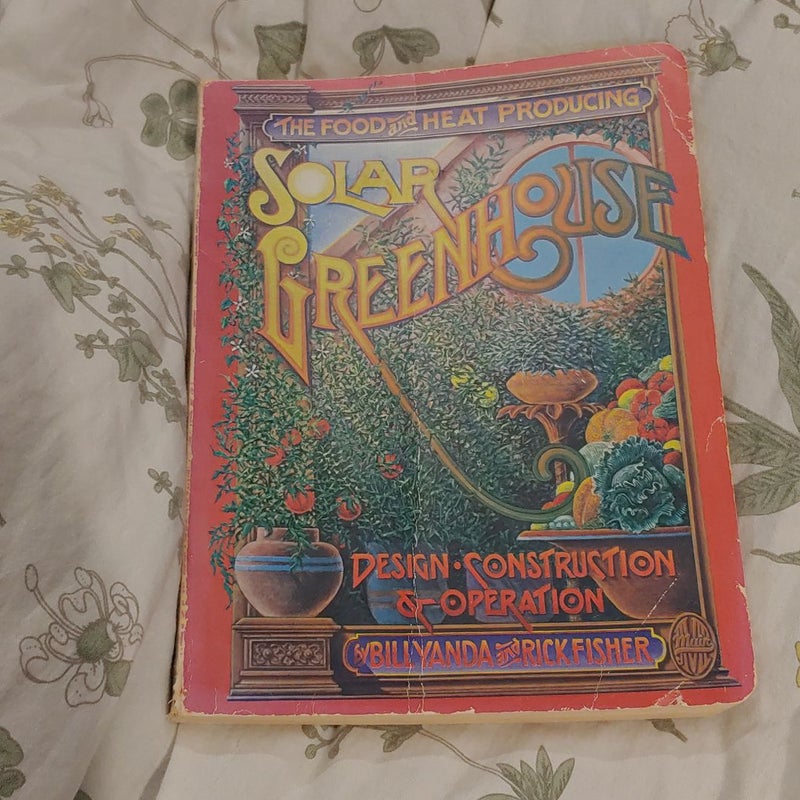 THE FOOD and HEAT PRODUCING
SOLAR
GREENHOUSE
DESIGN · CONSTRUCTION
& OPERATION
by BILL YANDA and RICK FISHER